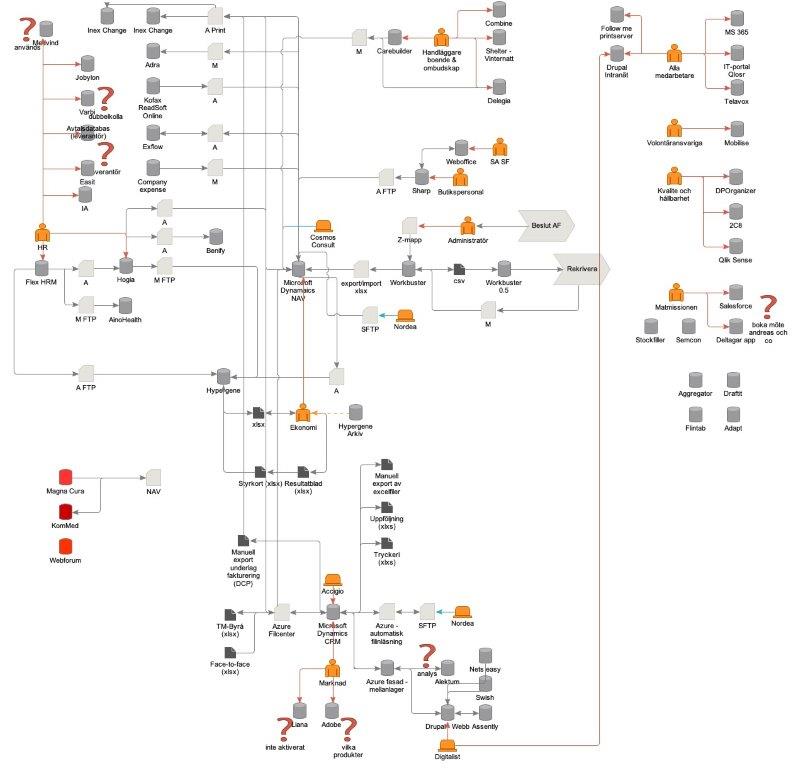 ?
används
Metvind
Inex Change
Inex Change
A Print
Jobylon
Adra
M
Varbi
?
dubbelkolla
Kofax
ReadSoft
Online
A
Avtalsdatabas
(leverantör)
Exflow
A
?
Easit
leverantör
Company
expense
M
IA
HR
A
A
Benify
Flex HRM
A
Hogia
M FTP
M FTP
AinoHealth
A FTP
M
Carebuilder
Handläggare
boende &
ombudskap
Combine
Shelter -
Vinternatt
Delegia
Weboffice
SA SF
A FTP
Sharp
Butikspersonal
Cosmos
Consult
Z-mapp
Administratör
Beslut AF
Microsoft
Dynamics
NAV
export/import
xlsx
Workbuster
csv
Workbuster
0.5
Rekrivera
SFTP
Nordea
M
Hypergene
A
xlsx
Ekonomi
Hypergene
Arkiv
Styrkort (xlsx)
Resultatblad
(xlsx)
Follow me
printserver
Drupal
Intranät
Alla
medarbetare
MS 365
IT-portal
Qlosr
Telavox
Volontäransvariga
Mobilise
Kvalite och
hållbarhet
DPOrganizer
2C8
Qlik Sense
Matmissionen
Salesforce
?
Stockfiller
Semcon
Deltagar app
boka möte
andreas och
co
Aggregator
Draftit
Flintab
Adapt
Magna Cura
NAV
KomMed
Webforum
Manuell
export av
excelfiler
Uppföljning
(xlxs)
Tryckeri
(xlxs)
Manuell
export
underlag
fakturering
(DCP)
Accigio
TM-Byrå
(xlsx)
Azure
Filcenter
Microsoft
Dynamics
CRM
Azure -
automatisk
filinläsning
SFTP
Nordea
Face-to-face
(xlsx)
Marknad
Azure fasad -
mellanlager
?
analys
Alektum
Nets easy
Swish
Liana
?
inte aktiverat
Adobe
?
vilka
produkter
Drupal Webb
Assently
Digitalist